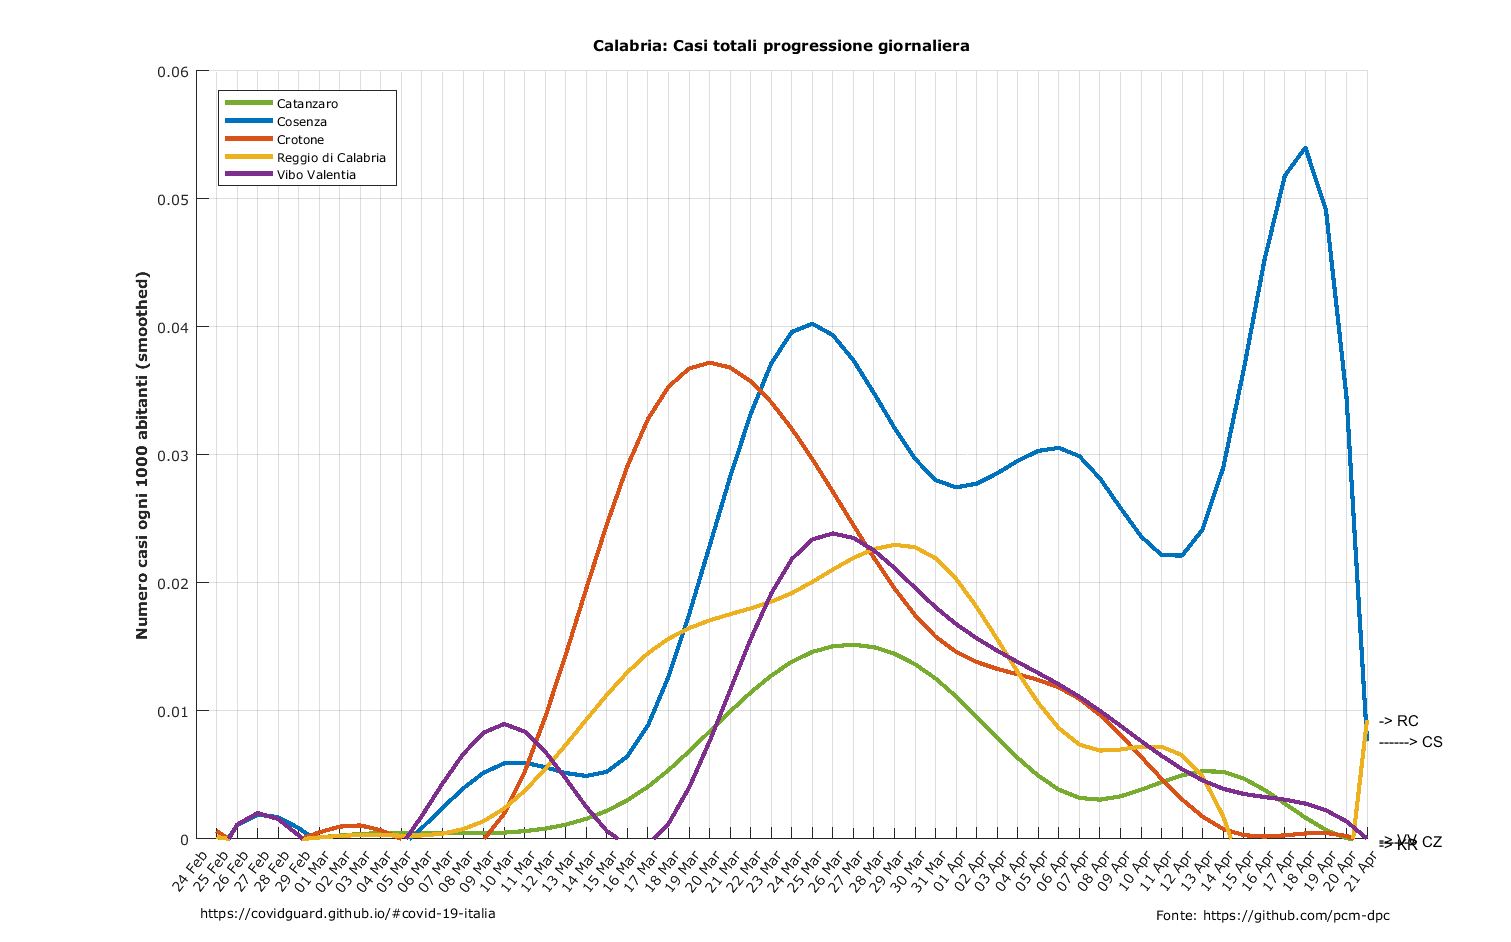 Calabria: Casi totali progressione giornaliera
0.06
0.05
0.04
0.03
0.02
0.01
0
Numero casi ogni 1000 abitanti (smoothed)
Catanzaro
Cosenza
Crotone
Reggio di Calabria
Vibo Valentia
-> RC
------> CS
-> VV
CZ
-> KR
24 Feb
25 Feb
26 Feb
27 Feb
28 Feb
29 Feb
01 Mar
02 Mar
03 Mar
04 Mar
05 Mar
06 Mar
07 Mar
08 Mar
09 Mar
10 Mar
11 Mar
12 Mar
13 Mar
14 Mar
15 Mar
16 Mar
17 Mar
18 Mar
19 Mar
20 Mar
21 Mar
22 Mar
23 Mar
24 Mar
25 Mar
26 Mar
27 Mar
28 Mar
29 Mar
30 Mar
31 Mar
01 Apr
02 Apr
03 Apr
04 Apr
05 Apr
06 Apr
07 Apr
08 Apr
09 Apr
10 Apr
11 Apr
12 Apr
13 Apr
14 Apr
15 Apr
16 Apr
17 Apr
18 Apr
19 Apr
20 Apr
21 Apr
https://covidguard.github.io/#covid-19-italia
Fonte: https://github.com/pcm-dpc